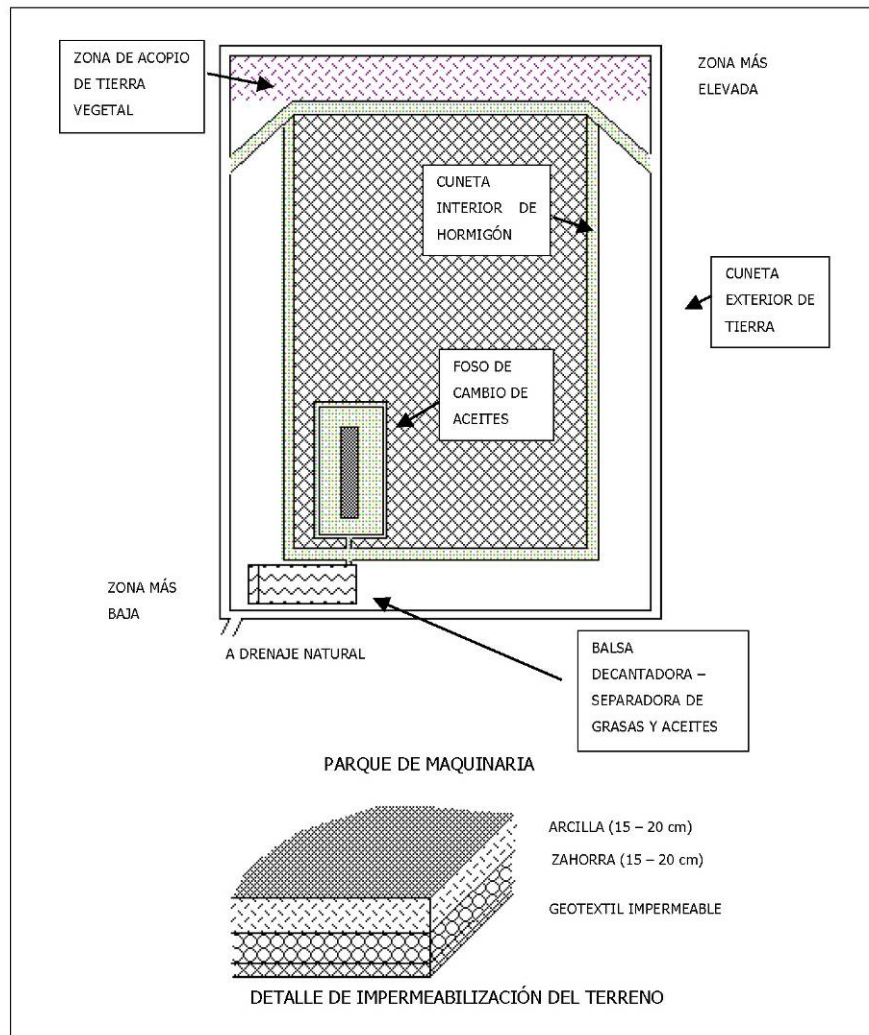 ZONA DE ACOPIO
DE TIERRA
VEGETAL
ZONA MÁS
ELEVADA
CUNETA
INTERIOR DE
HORMIGÓN
CUNETA
EXTERIOR DE
TIERRA
FOSO DE
CAMBIO DE
ACEITES
ZONA MÁS
BAJA
A DRENAJE NATURAL
BALSA
DECANTADORA –
SEPARADORA DE
GRASAS Y ACEITES
PARQUE DE MAQUINARIA
ARCILLA (15 – 20 cm)
ZAHORRA (15 – 20 cm)
GEOTEXTIL IMPERMEABLE
DETALLE DE IMPERMEABILIZACIÓN DEL TERRENO